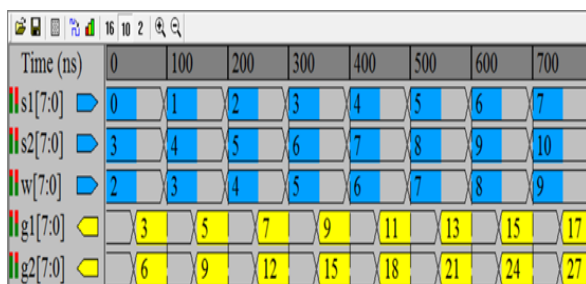 16 10 2
Time (ns) 0 100 200 300 400 500 600 700
s1[7:0] 0 1 2 3 4 5 6 7
s2[7:0] 3 4 5 6 7 8 9 10
w[7:0] 2 3 4 5 6 7 8 9
g1[7:0] 3 5 7 9 11 13 15 17
g2[7:0] 6 9 12 15 18 21 24 27